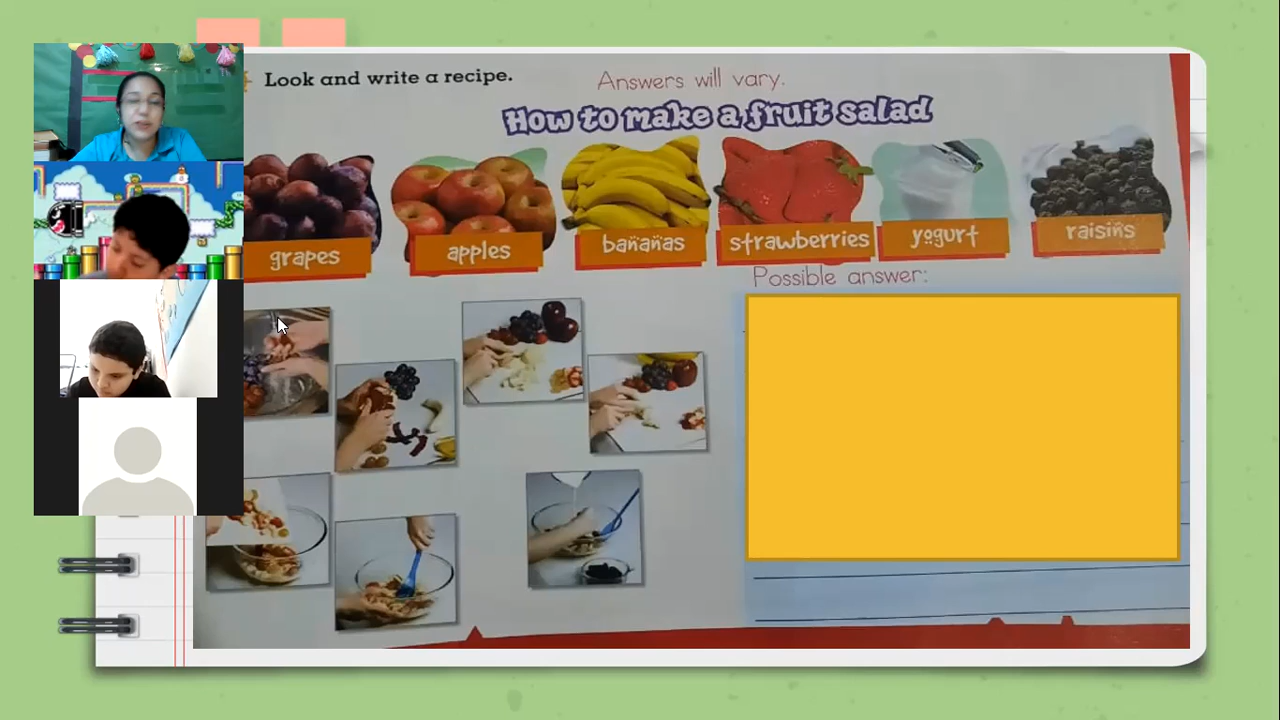 Look and write a recipe.
Answers will vary.
How to make a fruit salad
grapes
apples
bananas
strawberries
yogurt
raisins
Possible answer: